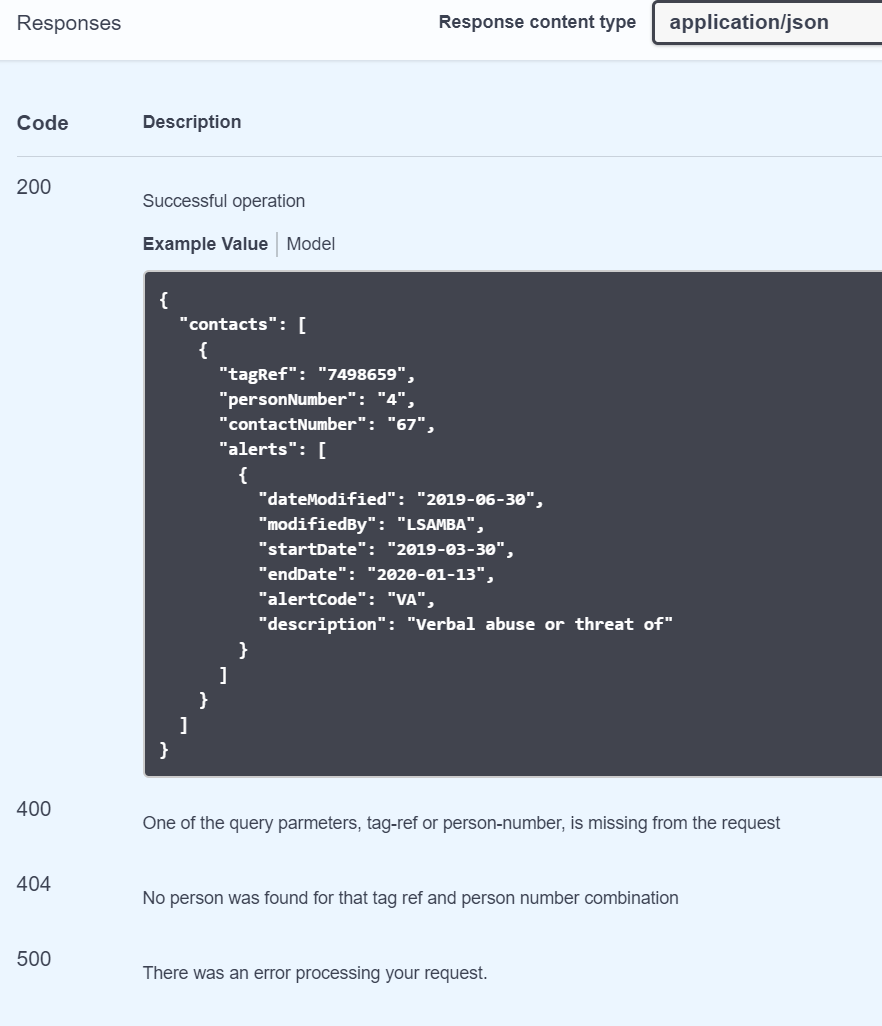 Responses
Response content type
application/json
Code
Description
200
Successful operation
Example Value
Model
{
"contacts": [
{
"tagRef": "7498659",
"personNumber": "4",
"contactNumber": "67",
"alerts": [
{
"dateModified": "2019-06-30",
"modifiedBy": "LSAMBA",
"startDate": "2019-03-30",
"endDate": "2020-01-13",
"alertCode": "VA",
"description": "Verbal abuse or threat of"
}
]
}
]
}
400
One of the query parmeters, tag-ref or person-number, is missing from the request
404
No person was found for that tag ref and person number combination
500
There was an error processing your request.